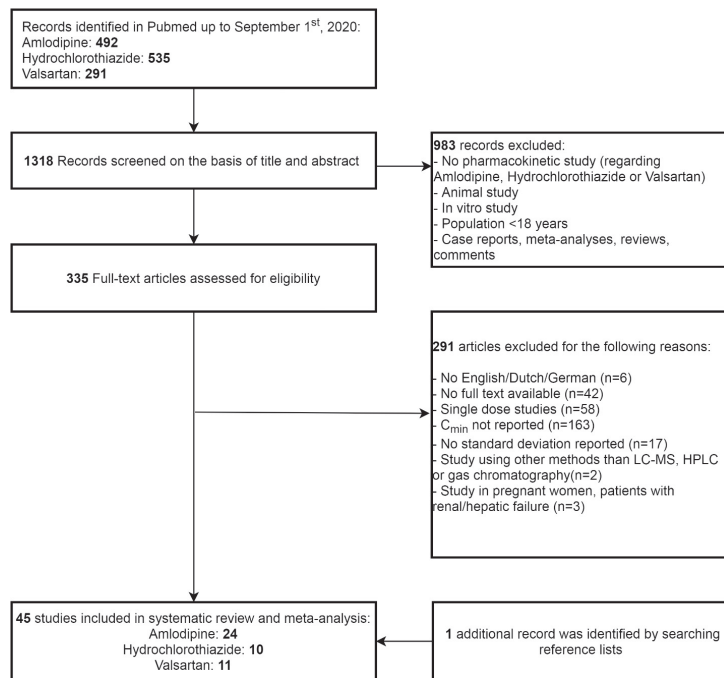 Records identified in Pubmed up to September 1st, 2020:
Amlodipine: 492
Hydrochlorothiazide: 535
Valsartan: 291
1318 Records screened on the basis of title and abstract
983 records excluded:
- No pharmacokinetic study (regarding
Amlodipine, Hydrochlorothiazide or Valsartan)
- Animal study
- In vitro study
- Population <18 years
- Case reports, meta-analyses, reviews,
comments
335 Full-text articles assessed for eligibility
291 articles excluded for the following reasons:
- No English/Dutch/German (n=6)
- No full text available (n=42)
- Single dose studies (n=58)
- Cmin not reported (n=163)
- No standard deviation reported (n=17)
- Study using other methods than LC-MS, HPLC
or gas chromatography(n=2)
- Study in pregnant women, patients with
renal/hepatic failure (n=3)
45 studies included in systematic review and meta-analysis:
Amlodipine: 24
Hydrochlorothiazide: 10
Valsartan: 11
1 additional record was identified by searching
reference lists